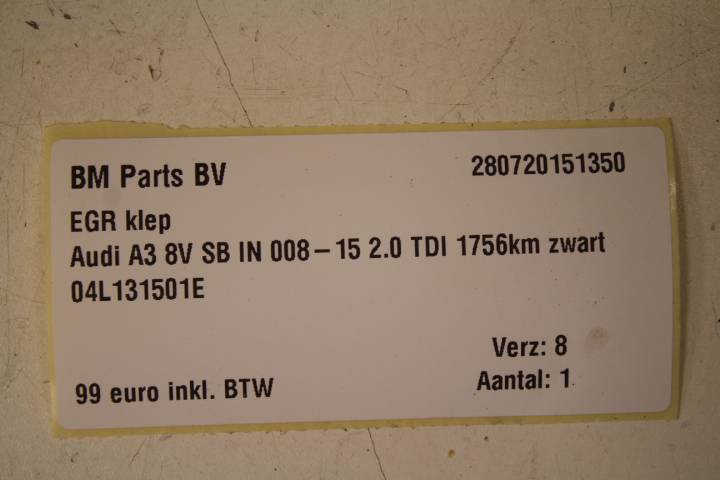 BM Parts BV 280720151350
EGR klep
Audi A3 8V SB IN 008-15 2.0 TDI 1756km zwart
04L131501E
Verz: 8
99 euro inkl. BTW Aantal: 1